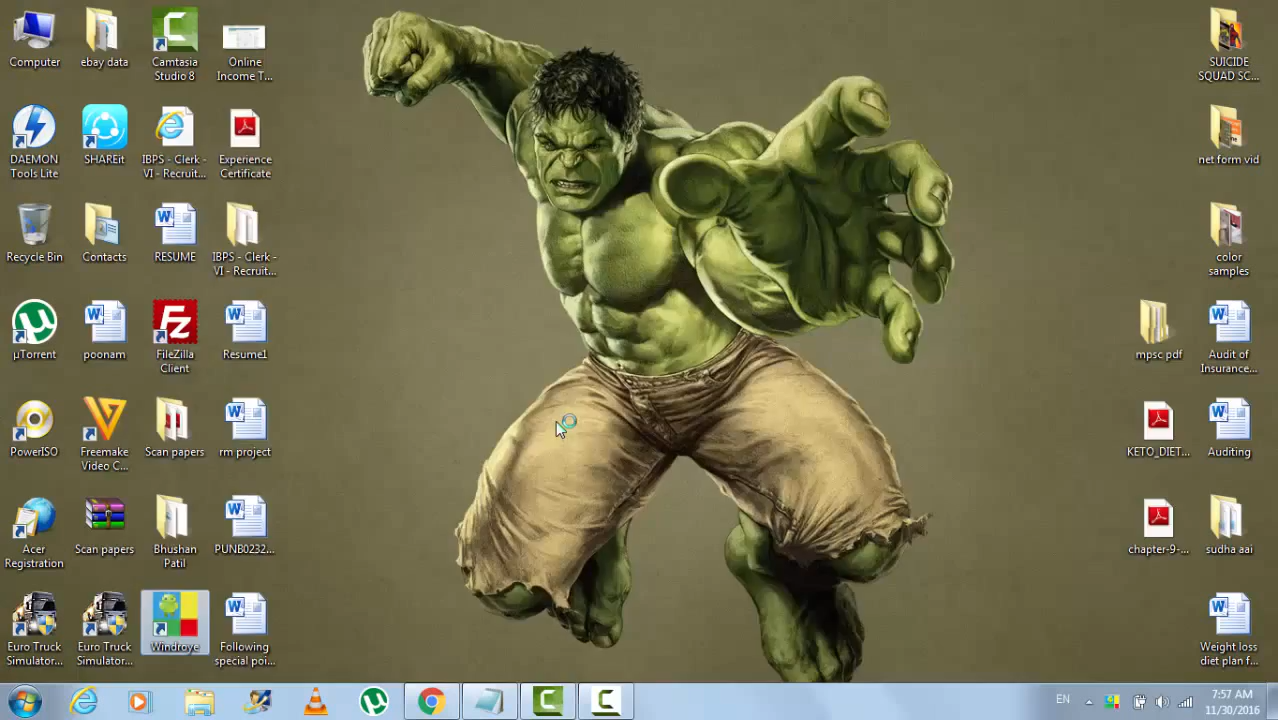 Computer
ebay data
Camtasia
Studio 8
Online
Income T...
SUICIDE
SQUAD SC...
DAEMON
Tools Lite
SHAREit
IBPS - Clerk -
VI - Recruit...
Experience
Certificate
net form vid
Recycle Bin
Contacts
RESUME
IBPS - Clerk -
VI - Recruit...
color
samples
µTorrent
poonam
FileZilla
Client
Resume1
mpsc pdf
Audit of
Insurance...
PowerISO
Freemake
Video C...
Scan papers
rm project
KETO_DIET...
Auditing
Acer
Registration
Scan papers
Bhushan
Patil
PUNB0232...
chapter-9-...
sudha aai
Euro Truck
Simulator...
Euro Truck
Simulator...
Windroye
Following
special poi...
Weight loss
diet plan f...
EN
7:57 AM
11/30/2016